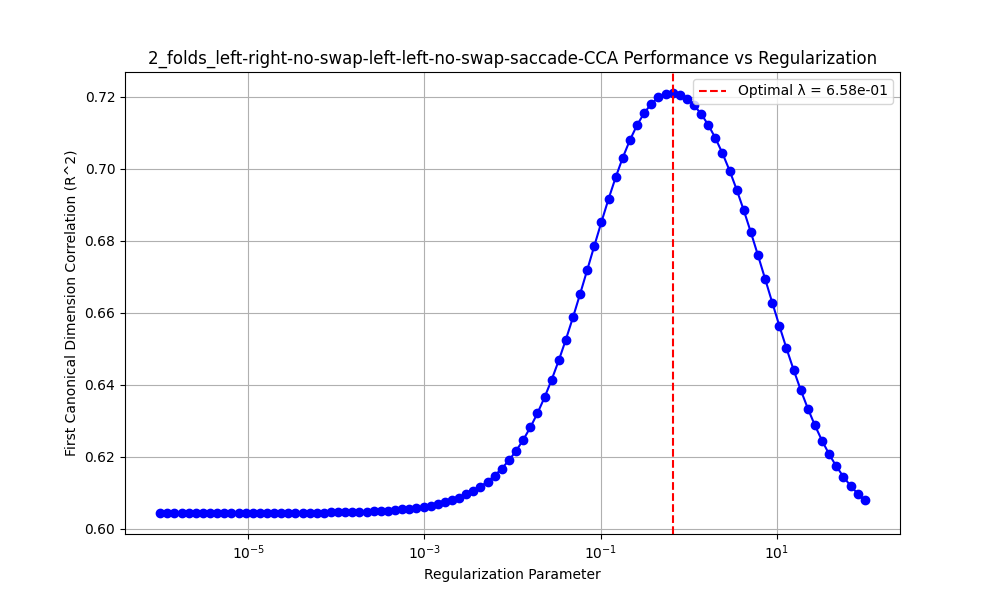 2_folds_left-right-no-swap-left-left-no-swap-saccade-CCA Performance vs Regularization
Optimal λ = 6.58e-01
First Canonical Dimension Correlation (R^2)
0.72
0.70
0.68
0.66
0.64
0.62
0.60
10^-5
10^-3
10^-1
10^1
Regularization Parameter